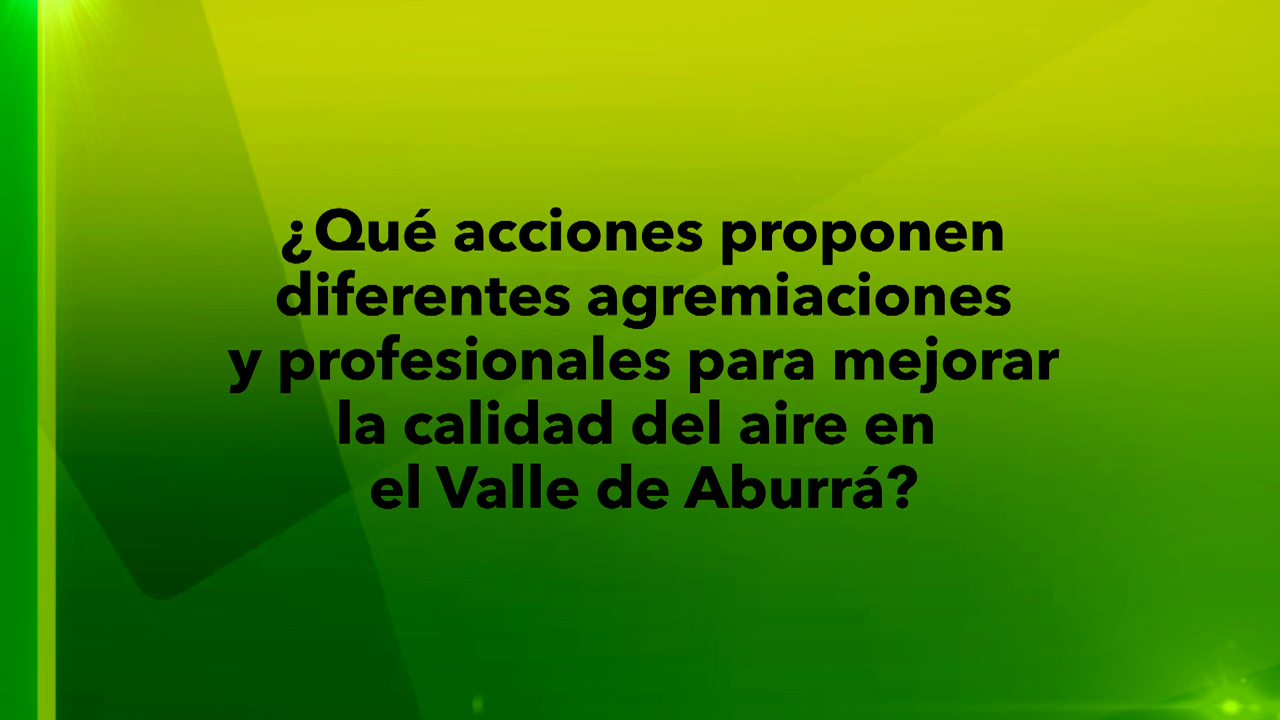 ¿Qué acciones proponen
diferentes agremiaciones
y profesionales para mejorar
la calidad del aire en
el Valle de Aburrá?